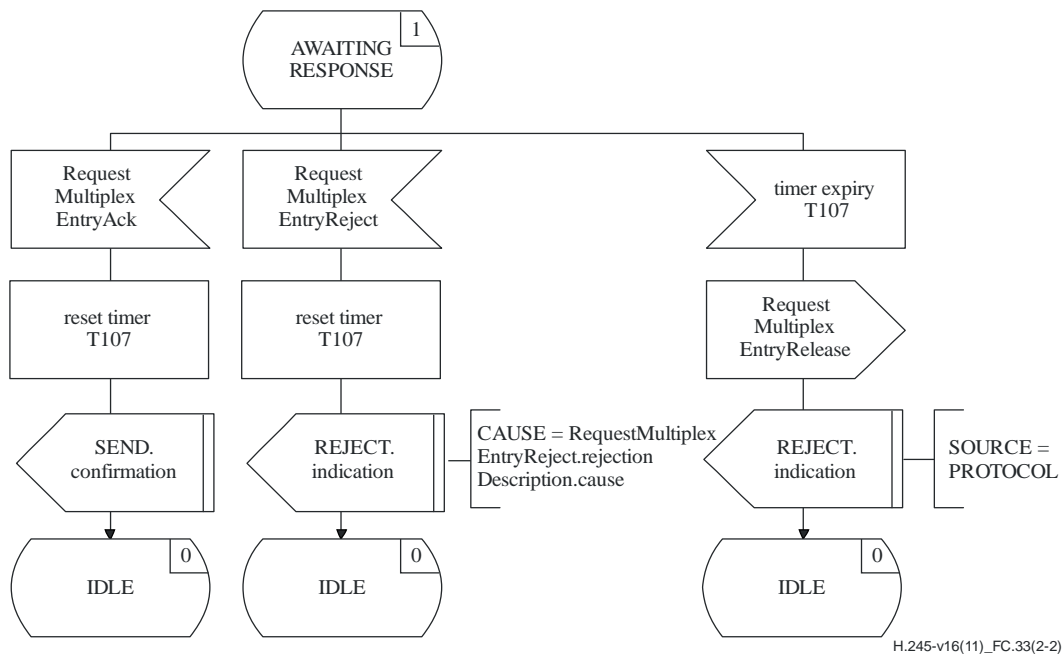 1
AWAITING
RESPONSE
Request
Multiplex
EntryAck
Request
Multiplex
EntryReject
timer expiry
T107
reset timer
T107
reset timer
T107
Request
Multiplex
EntryRelease
SEND.
confirmation
REJECT.
indication
CAUSE = RequestMultiplex
EntryReject.rejection
Description.cause
REJECT.
indication
SOURCE =
PROTOCOL
0
IDLE
0
IDLE
0
IDLE
H.245-v16(11)_FC.33(2-2)